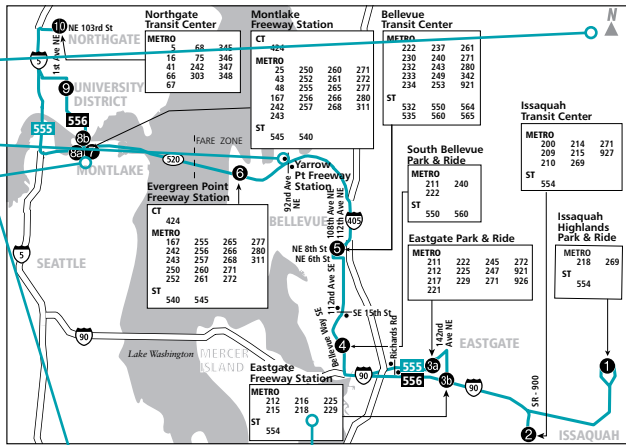 Northgate
Transit Center
METRO
5 68 345
16 75 346
41 242 347
66 303 348
67
Montlake
Freeway Station
CT
424
METRO
25 250 260 271
43 252 261 272
48 255 265 277
167 256 266 280
242 257 268 311
243
ST
545 540
Bellevue
Transit Center
METRO
222 237 261
230 240 271
232 243 280
233 249 342
234 253 921
532 550 564
535 560 565
N
10
NE 103rd St
NORTHGATE
1st Ave NE
5
9
UNIVERSITY
DISTRICT
555
556
8b
8a
7
MONTLAKE
FARE ZONE
520
6
Yarrow
Pt Freeway
Station
92nd Ave
NE
Issaquah
Transit Center
METRO
200 214 271
209 215 927
210 269
ST
554
South Bellevue
Park & Ride
METRO
211 240
222
ST
550 560
Evergreen Point
Freeway Station
CT
424
METRO
167 255 265 277
242 256 266 280
243 257 268 311
250 260 271
252 261 272
ST
540 545
BELLEVUE
108th Ave NE
112th Ave NE
405
NE 8th St
5
NE 6th St
Issaquah
Highlands
Park & Ride
METRO
218 269
ST
554
Eastgate Park & Ride
METRO
211 222 245 272
212 225 247 921
217 229 271 926
221
5
SEATTLE
112nd Ave SE
SE 15th St
Bellevue Way SE
4
Richards Rd
142nd
Ave NE
EASTGATE
90
Lake Washington
MERCER
ISLAND
90
555
556
3a
3b
90
SR - 900
1
2
ISSAQUAH
Eastgate
Freeway Station
METRO
212 216 225
215 218 229
ST
554